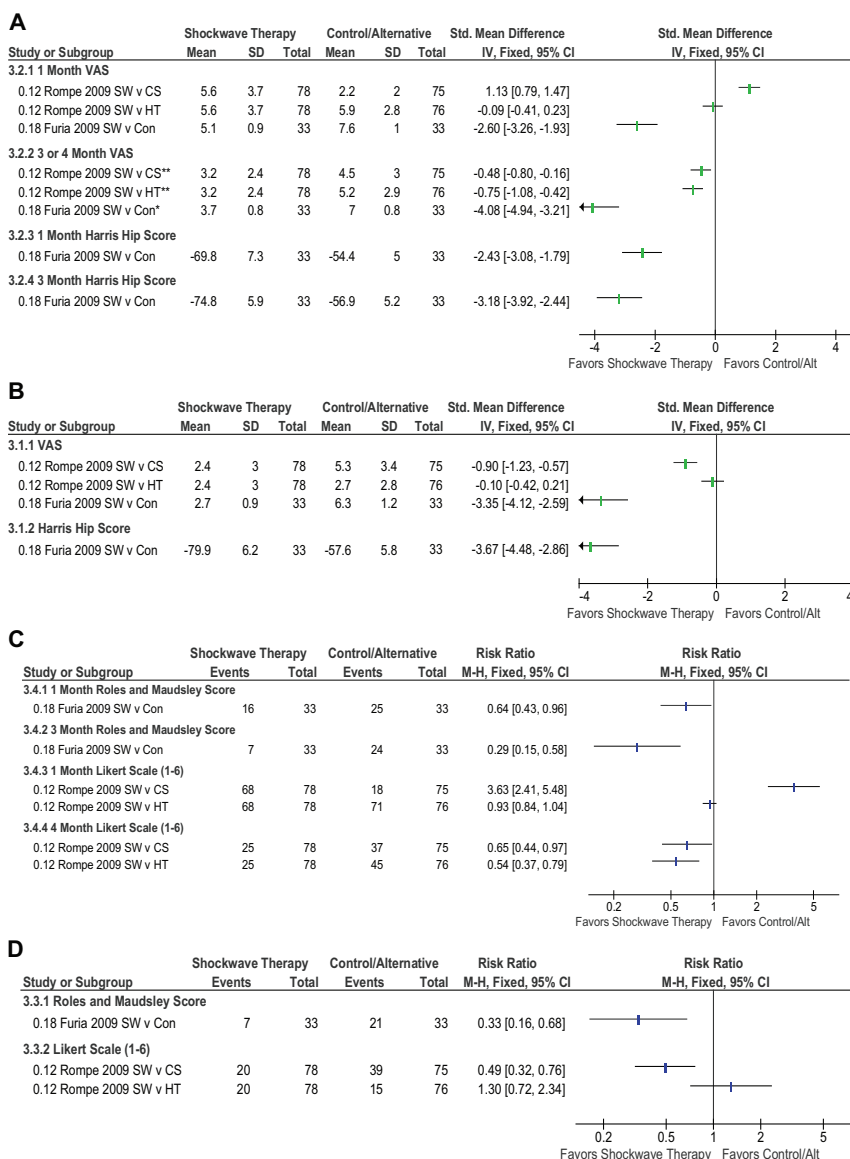 A
Shockwave Therapy Control/Alternative Std. Mean Difference Std. Mean Difference
Study or Subgroup Mean SD Total Mean SD Total IV, Fixed, 95% CI IV, Fixed, 95% CI
3.2.1 1 Month VAS
0.12 Rompe 2009 SW v CS 5.6 3.7 78 2.2 2 75 1.13 [0.79, 1.47]
0.12 Rompe 2009 SW v HT 5.6 3.7 78 5.9 2.8 76 -0.09 [-0.41, 0.23]
0.18 Furia 2009 SW v Con 5.1 0.9 33 7.6 1 33 -2.60 [-3.26, -1.93]
3.2.2 3 or 4 Month VAS
0.12 Rompe 2009 SW v CS** 3.2 2.4 78 4.5 3 75 -0.48 [-0.80, -0.16]
0.12 Rompe 2009 SW v HT** 3.2 2.4 78 5.2 2.9 76 -0.75 [-1.08, -0.42]
0.18 Furia 2009 SW v Con* 3.7 0.8 33 7 0.8 33 -4.08 [-4.94, -3.21]
3.2.3 1 Month Harris Hip Score
0.18 Furia 2009 SW v Con -69.8 7.3 33 -54.4 5 33 -2.43 [-3.08, -1.79]
3.2.4 3 Month Harris Hip Score
0.18 Furia 2009 SW v Con -74.8 5.9 33 -56.9 5.2 33 -3.18 [-3.92, -2.44]
-4 -2 0 2 4
Favors Shockwave Therapy Favors Control/Alt
B
Shockwave Therapy Control/Alternative Std. Mean Difference Std. Mean Difference
Study or Subgroup Mean SD Total Mean SD Total IV, Fixed, 95% CI IV, Fixed, 95% CI
3.1.1 VAS
0.12 Rompe 2009 SW v CS 2.4 3 78 5.3 3.4 75 -0.90 [-1.23, -0.57]
0.12 Rompe 2009 SW v HT 2.4 3 78 2.7 2.8 76 -0.10 [-0.42, 0.21]
0.18 Furia 2009 SW v Con 2.7 0.9 33 6.3 1.2 33 -3.35 [-4.12, -2.59]
3.1.2 Harris Hip Score
0.18 Furia 2009 SW v Con -79.9 6.2 33 -57.6 5.8 33 -3.67 [-4.48, -2.86]
-4 -2 0 2 4
Favors Shockwave Therapy Favors Control/Alt
C
Shockwave Therapy Control/Alternative Risk Ratio Risk Ratio
Study or Subgroup Events Total Events Total M-H, Fixed, 95% CI M-H, Fixed, 95% CI
3.4.1 1 Month Roles and Maudsley Score
0.18 Furia 2009 SW v Con 16 33 25 33 0.64 [0.43, 0.96]
3.4.2 3 Month Roles and Maudsley Score
0.18 Furia 2009 SW v Con 7 33 24 33 0.29 [0.15, 0.58]
3.4.3 1 Month Likert Scale (1-6)
0.12 Rompe 2009 SW v CS 68 78 18 75 3.63 [2.41, 5.48]
0.12 Rompe 2009 SW v HT 68 78 71 76 0.93 [0.84, 1.04]
3.4.4 4 Month Likert Scale (1-6)
0.12 Rompe 2009 SW v CS 25 78 37 75 0.65 [0.44, 0.97]
0.12 Rompe 2009 SW v HT 25 78 45 76 0.54 [0.37, 0.79]
0.2 0.5 1 2 5
Favors Shockwave Therapy Favors Control/Alt
D
Shockwave Therapy Control/Alternative Risk Ratio Risk Ratio
Study or Subgroup Events Total Events Total M-H, Fixed, 95% CI M-H, Fixed, 95% CI
3.3.1 Roles and Maudsley Score
0.18 Furia 2009 SW v Con 7 33 21 33 0.33 [0.16, 0.68]
3.3.2 Likert Scale (1-6)
0.12 Rompe 2009 SW v CS 20 78 39 75 0.49 [0.32, 0.76]
0.12 Rompe 2009 SW v HT 20 78 15 76 1.30 [0.72, 2.34]
0.2 0.5 1 2 5
Favors Shockwave Therapy Favors Control/Alt